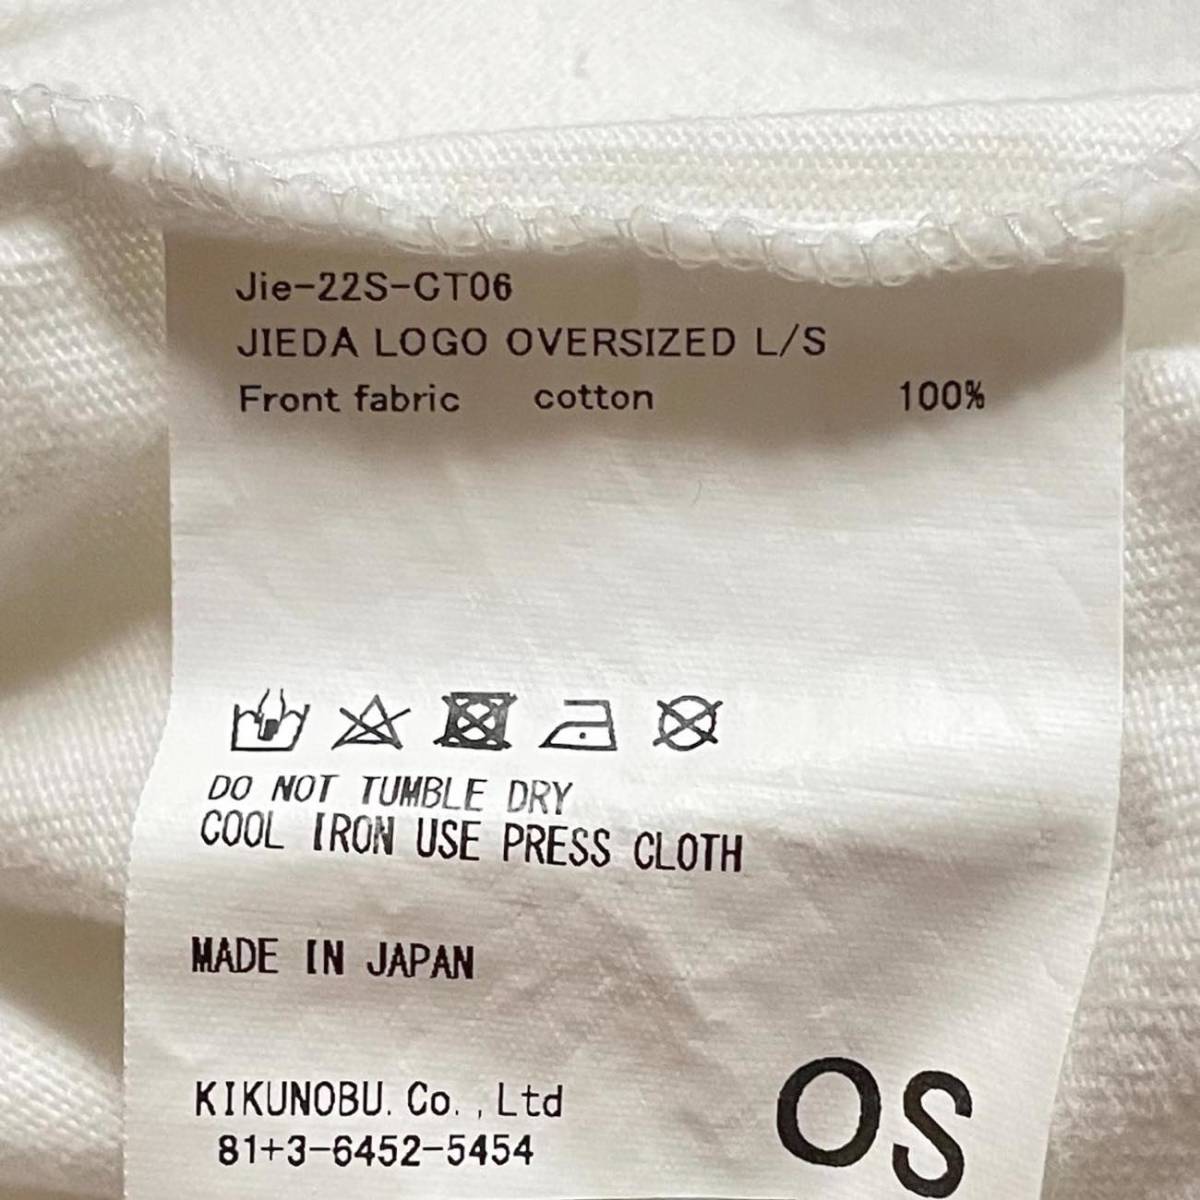 Jie-22S-CT06
JIEDA LOGO OVERSIZED L/S
Front fabric cotton 100%
DO NOT TUMBLE DRY
COOL IRON USE PRESS CLOTH
MADE IN JAPAN
KIKUNOBU. Co. ,Ltd
81+3-6452-5454
OS